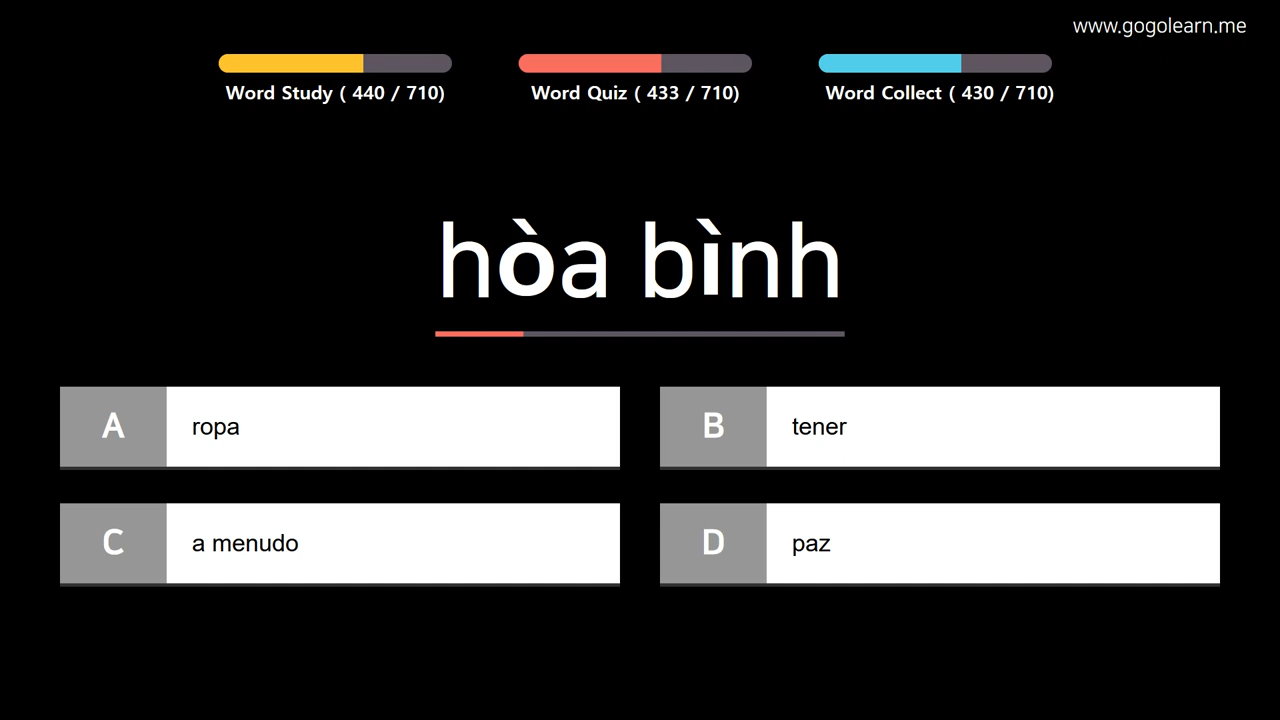 www.gogolearn.me
Word Study ( 440 / 710)
Word Quiz ( 433 / 710)
Word Collect ( 430 / 710)
hòa bình
A ropa
B tener
C a menudo
D paz